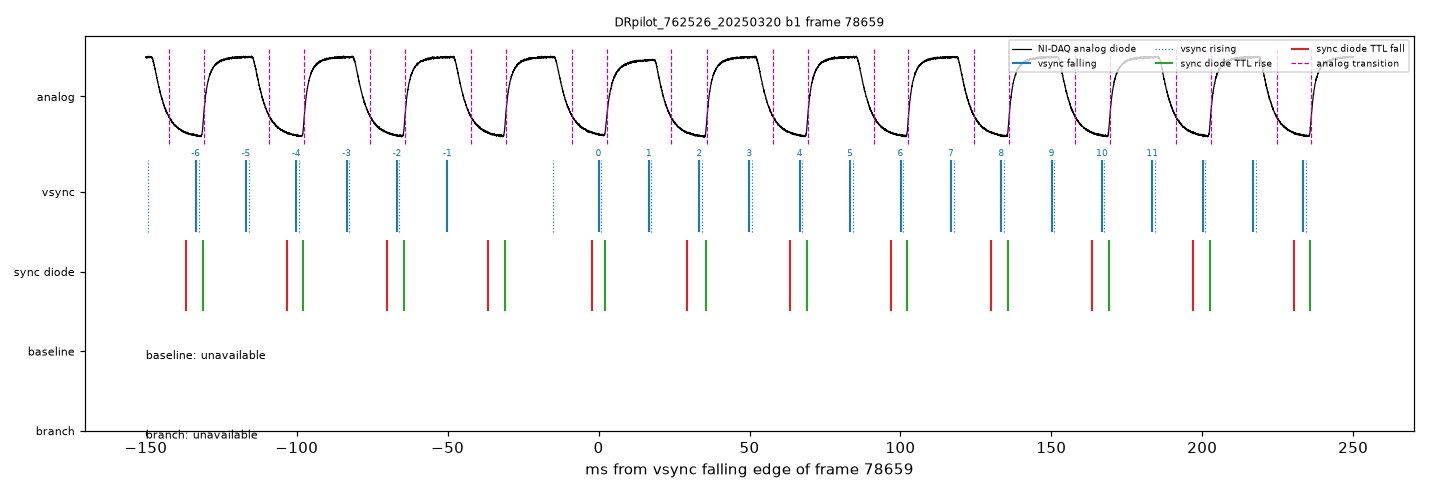 DRpilot_762526_20250320 b1 frame 78659
NI-DAQ analog diode
vsync falling
vsync rising
sync diode TTL rise
sync diode TTL fall
analog transition
analog
-6 -5 -4 -3 -2 -1 0 1 2 3 4 5 6 7 8 9 10 11
vsync
sync diode
baseline
baseline: unavailable
branch
branch: unavailable
−150 −100 −50 0 50 100 150 200 250
ms from vsync falling edge of frame 78659